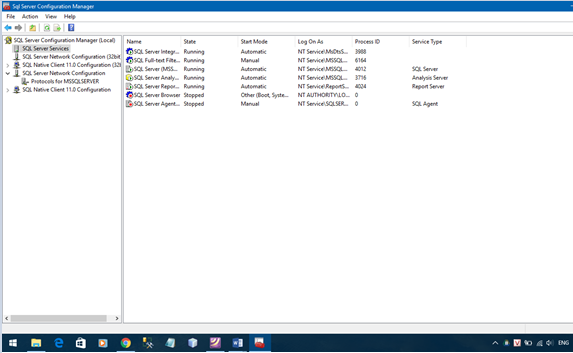 Sql Server Configuration Manager
File Action View Help
SQL Server Configuration Manager (Local)
SQL Server Services
SQL Server Network Configuration (32bit
SQL Native Client 11.0 Configuration (32
SQL Server Network Configuration
Protocols for MSSQLSERVER
SQL Native Client 11.0 Configuration
Name State Start Mode Log On As Process ID Service Type
SQL Server Integr... Running Automatic NT Service\MsDtsS... 3988
SQL Full-text Filte... Running Manual NT Service\MSSQL... 6164
SQL Server (MSS... Running Automatic NT Service\MSSQL... 4012 SQL Server
SQL Server Analy... Running Automatic NT Service\MSSQL... 3716 Analysis Server
SQL Server Repor... Running Automatic NT Service\ReportS... 4024 Report Server
SQL Server Browser Stopped Other (Boot, Syste... NT AUTHORITY\LO... 0
SQL Server Agent... Stopped Manual NT Service\SQLSER... 0 SQL Agent
ENG